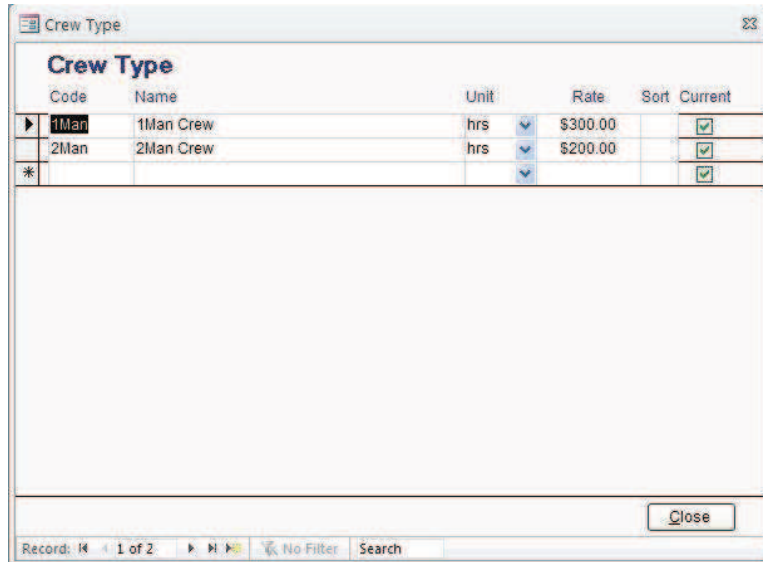 Crew Type
Crew Type
Code Name Unit Rate Sort Current
1Man 1Man Crew hrs $300.00
2Man 2Man Crew hrs $200.00
Close
Record: 1 of 2 No Filter Search